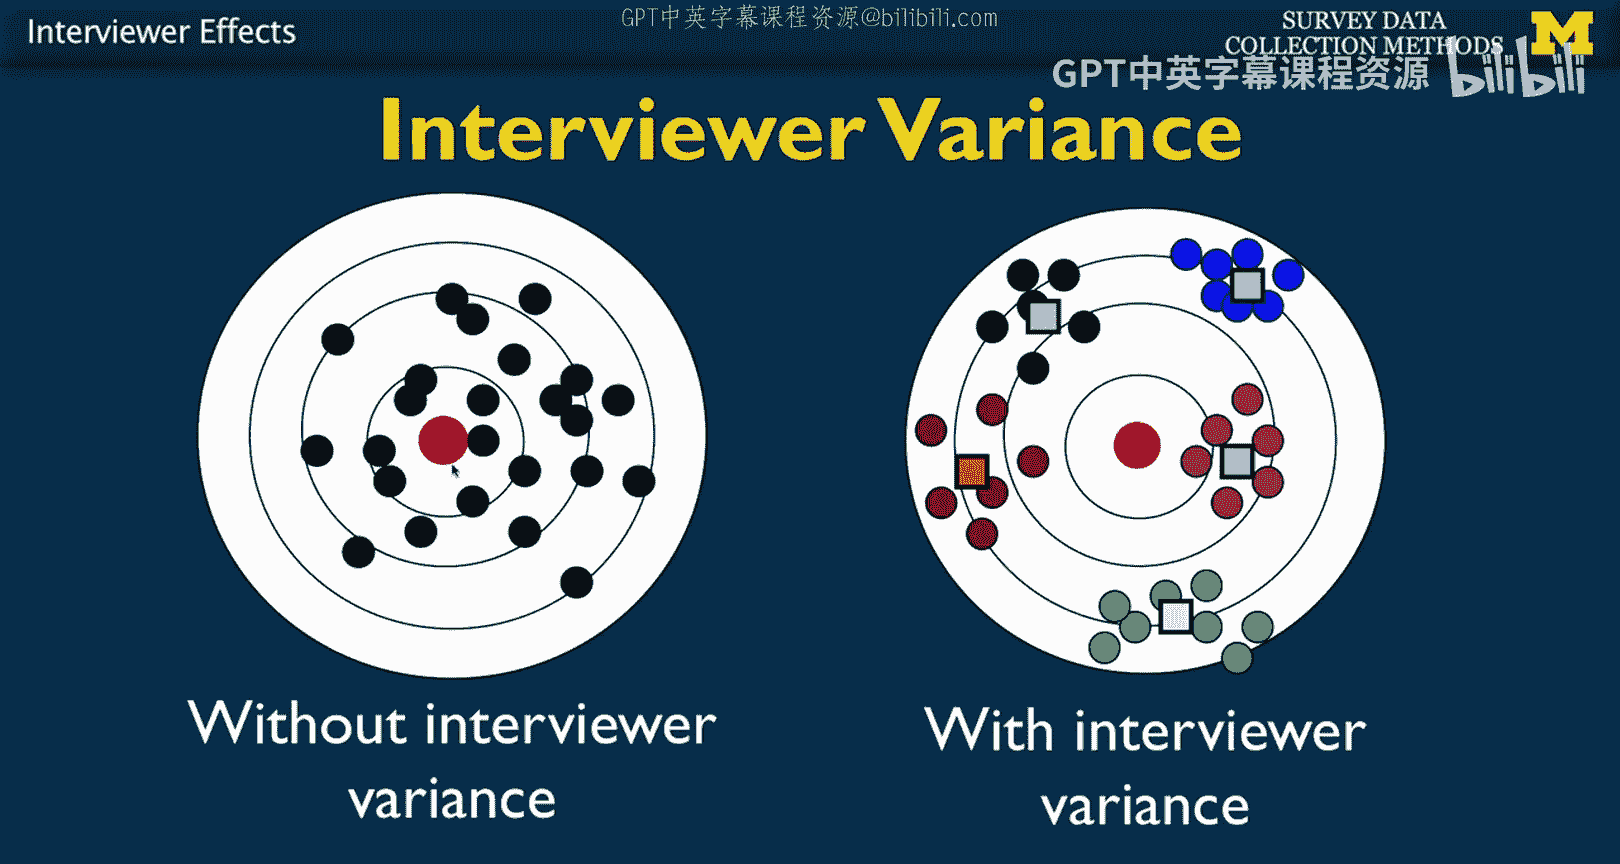 Interviewer Effects
GPT中英字幕课程资源@bilibili.com
SURVEY DATA
COLLECTION METHODS
M
GPT中英字幕课程资源 bilibili
Interviewer Variance
Without interviewer
variance
With interviewer
variance